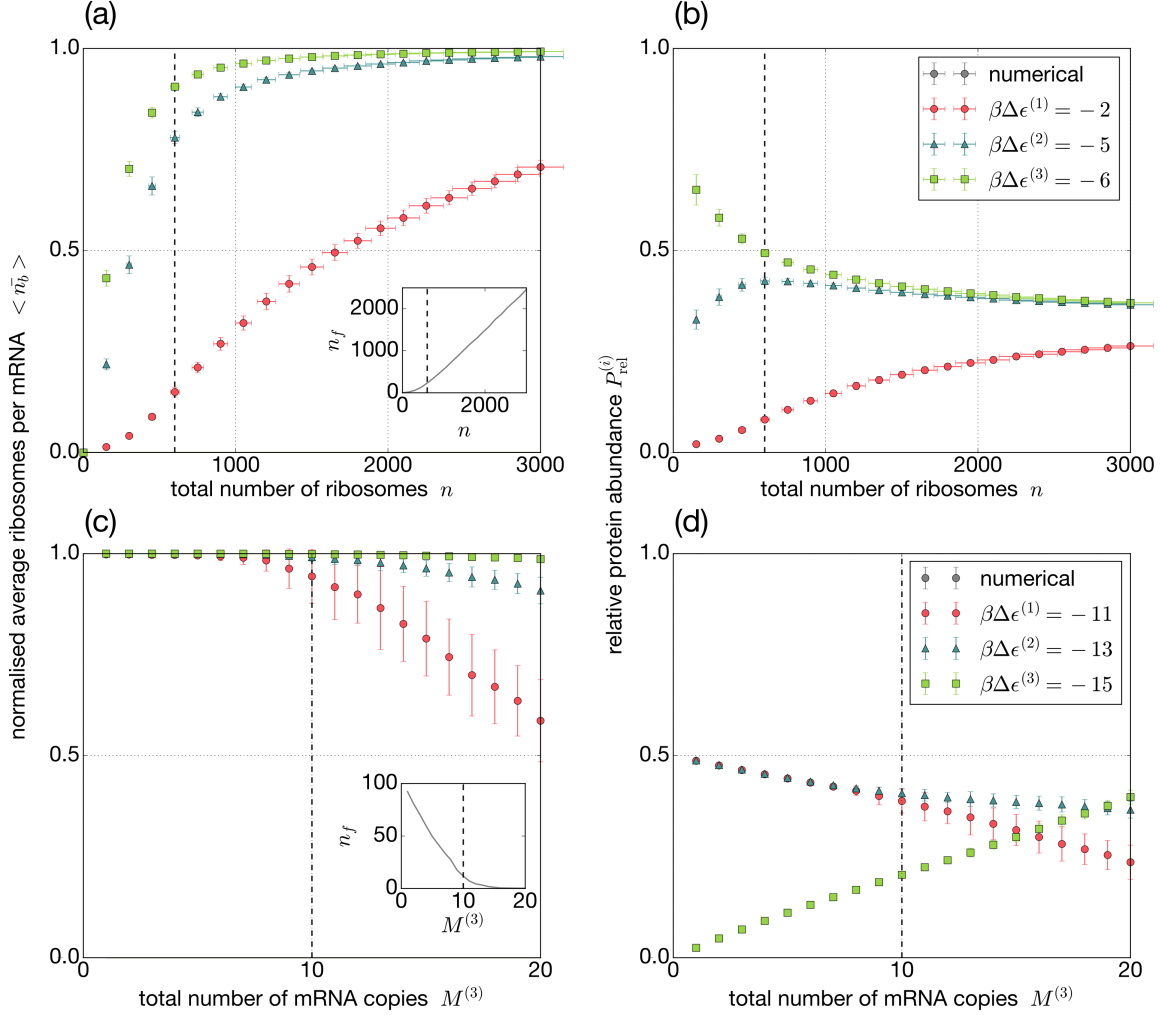 (a)
1.0
0.5
0.0
0
1000
2000
3000
total number of ribosomes n
normalised average ribosomes per mRNA < n̄_b >
2000
1000
0
0
2000
n_f
n
(b)
1.0
0.5
0.0
0
1000
2000
3000
total number of ribosomes n
relative protein abundance P_rel^(i)
numerical
βΔϵ^(1) = −2
βΔϵ^(2) = −5
βΔϵ^(3) = −6
(c)
1.0
0.5
0.0
0
10
20
total number of mRNA copies M^(3)
100
50
0
0
10
20
n_f
M^(3)
(d)
1.0
0.5
0.0
0
10
20
total number of mRNA copies M^(3)
numerical
βΔϵ^(1) = −11
βΔϵ^(2) = −13
βΔϵ^(3) = −15